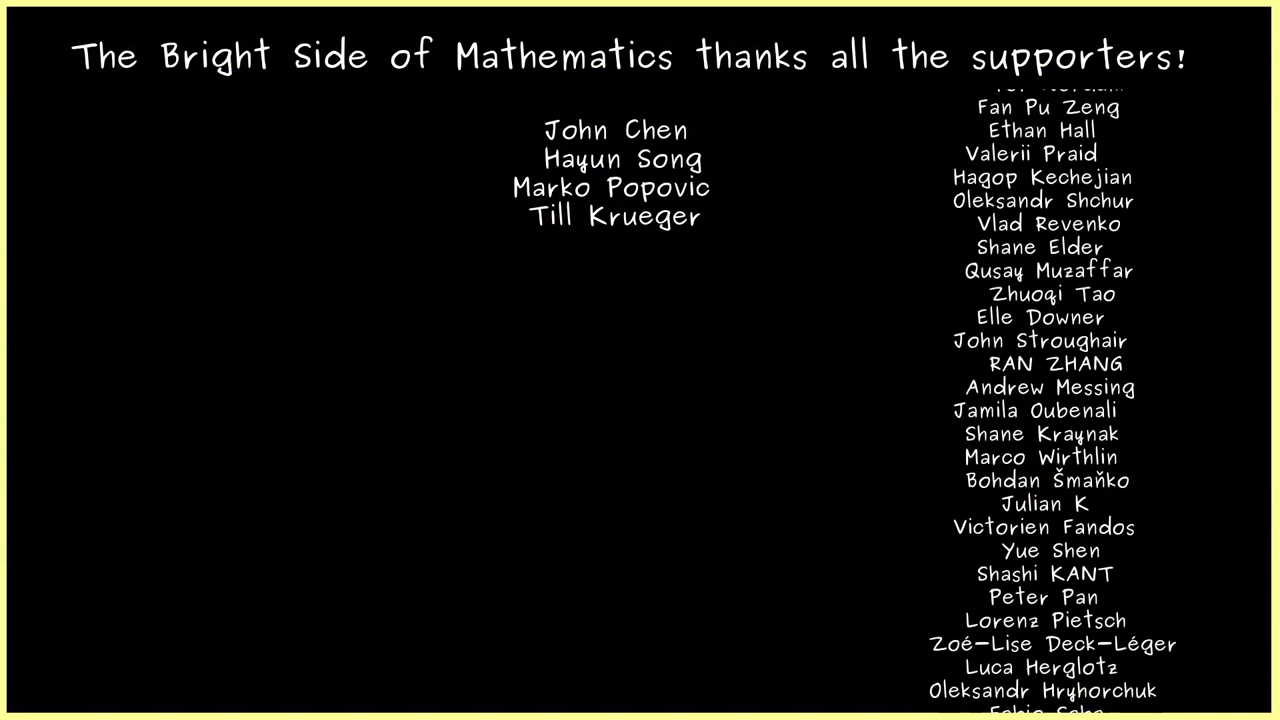 The Bright Side of Mathematics thanks all the supporters!
John Chen
Hayun Song
Marko Popovic
Till Krueger
Fan Pu Zeng
Ethan Hall
Valerii Praid
Hagop Kechejian
Oleksandr Shchur
Vlad Revenko
Shane Elder
Qusay Muzaffar
Zhuoqi Tao
Elle Downer
John Stroughair
RAN ZHANG
Andrew Messing
Jamila Oubenali
Shane Kraynak
Marco Wirthlin
Bohdan Šmaňko
Julian K
Victorien Fandos
Yue Shen
Shashi KANT
Peter Pan
Lorenz Pietsch
Zoé-Lise Deck-Léger
Luca Herglotz
Oleksandr Hryhorchuk